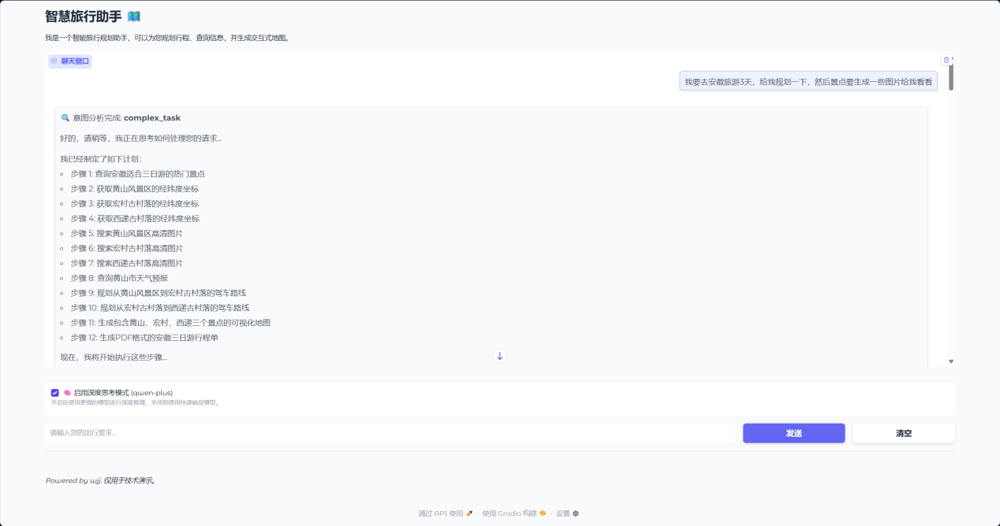 智慧旅行助手 🗺️
我是一个智能旅行规划助手，可以为您规划行程、查询信息，并生成交互式地图。
聊天窗口
我要去安徽旅游3天，给我规划一下，然后景点要生成一些图片给我看看
🔍 意图分析完成: complex_task
好的，请稍等，我正在思考如何处理您的请求...
我已经制定了如下计划：
步骤 1: 查询安徽适合三日游的热门景点
步骤 2: 获取黄山风景区的经纬度坐标
步骤 3: 获取宏村古村落的经纬度坐标
步骤 4: 获取西递古村落的经纬度坐标
步骤 5: 搜索黄山风景区高清图片
步骤 6: 搜索宏村古村落高清图片
步骤 7: 搜索西递古村落高清图片
步骤 8: 查询黄山市天气预报
步骤 9: 规划从黄山风景区到宏村古村落的驾车路线
步骤 10: 规划从宏村古村落到西递古村落的驾车路线
步骤 11: 生成包含黄山、宏村、西递三个景点的可视化地图
步骤 12: 生成PDF格式的安徽三日游行程单
现在，我将开始执行这些步骤...
🧠 启用深度思考模式 (qwen-plus)
开启后使用更强的模型进行深度推理，关闭则使用快速响应模型。
请输入您的出行需求...
发送
清空
Powered by wjj. 仅用于技术演示。
通过 API 使用 🚀 · 使用 Gradio 构建 · 设置 ⚙️